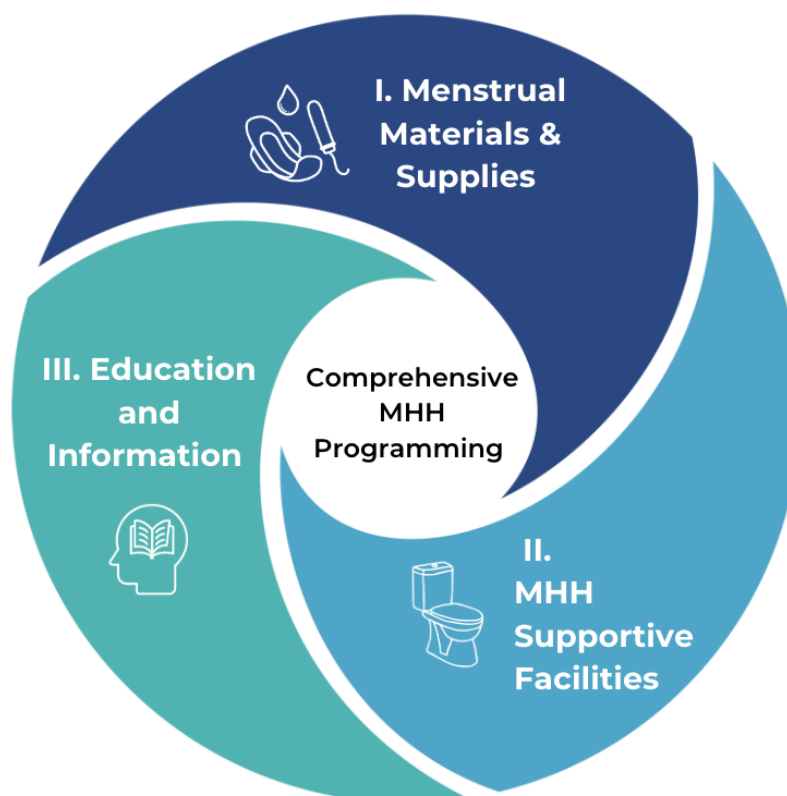 I. Menstrual
Materials &
Supplies
III. Education
and
Information
Comprehensive
MHH
Programming
II.
MHH
Supportive
Facilities